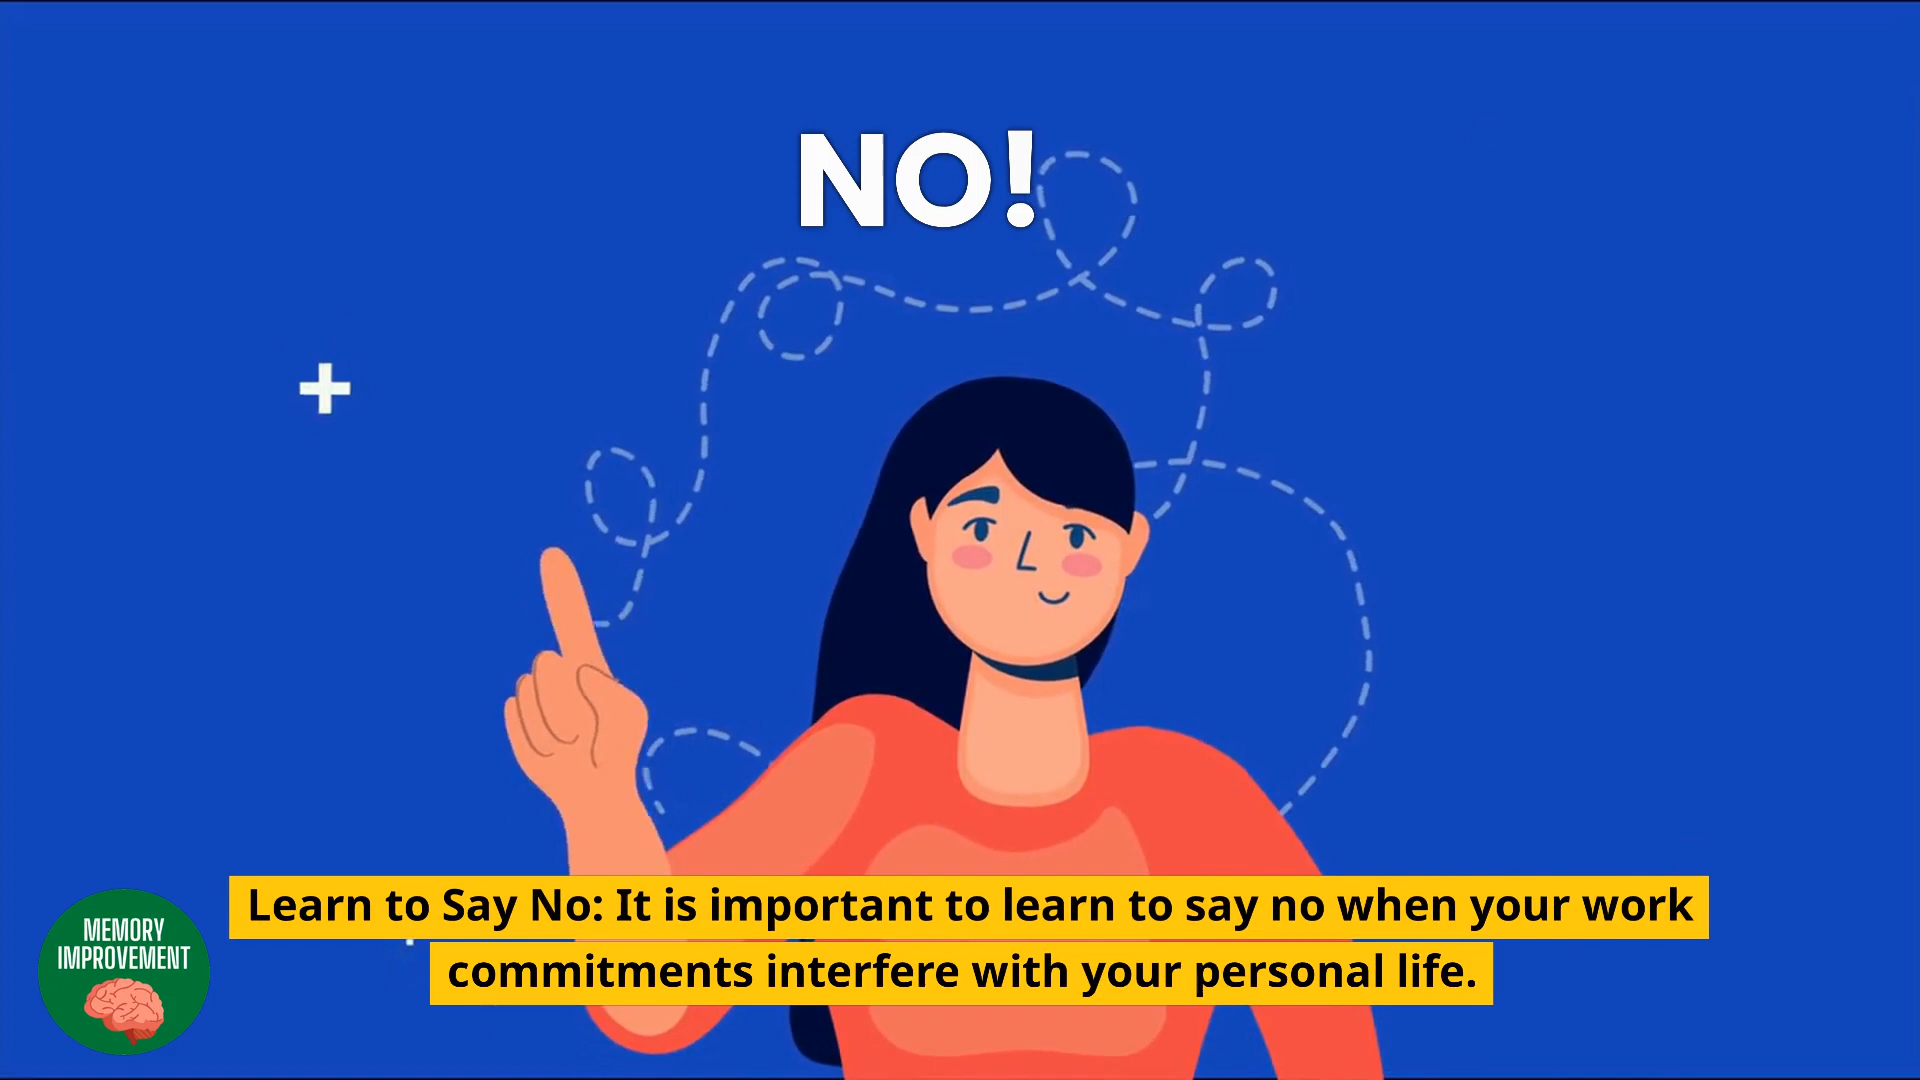 NO!
Learn to Say No: It is important to learn to say no when your work
commitments interfere with your personal life.
MEMORY
IMPROVEMENT